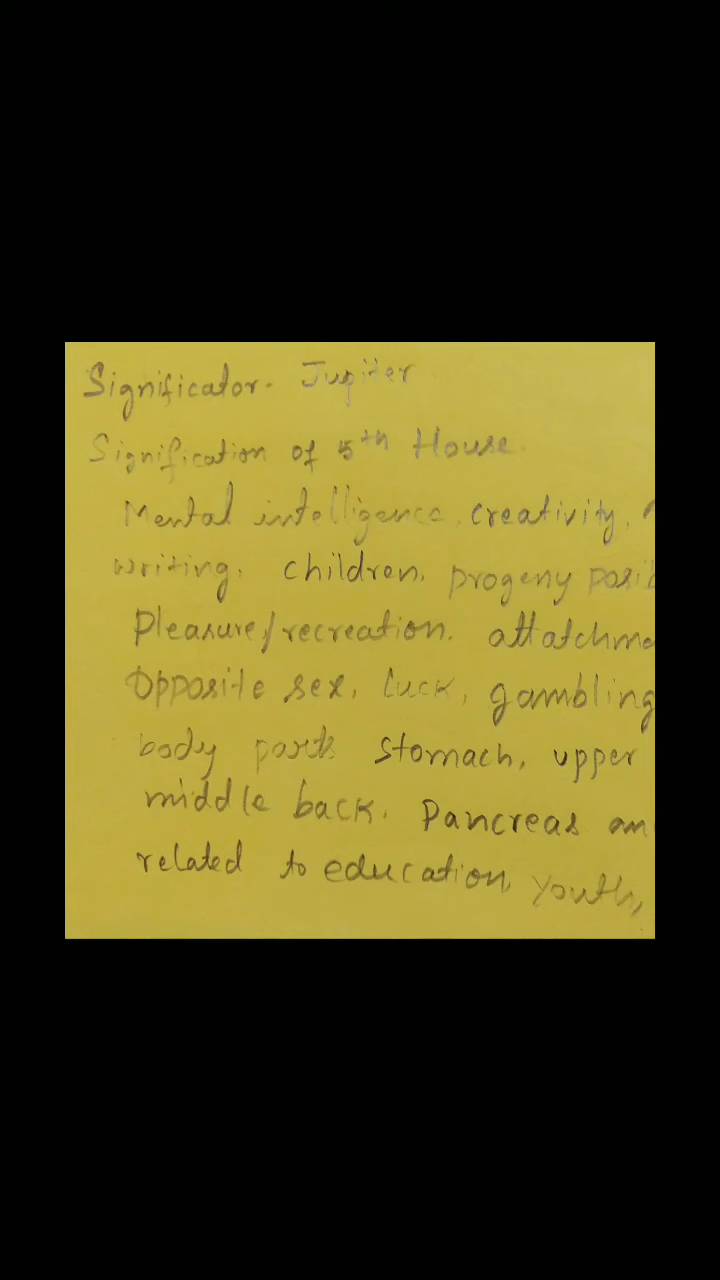 Significator- Jupiter
Signification of 5th House.
Mental intelligence, creativity,
writing, children, progeny
Pleasure/recreation.
Opposite sex, luck, gambling
body parts stomach, upper
middle back. Pancreas
related to education, Youth,